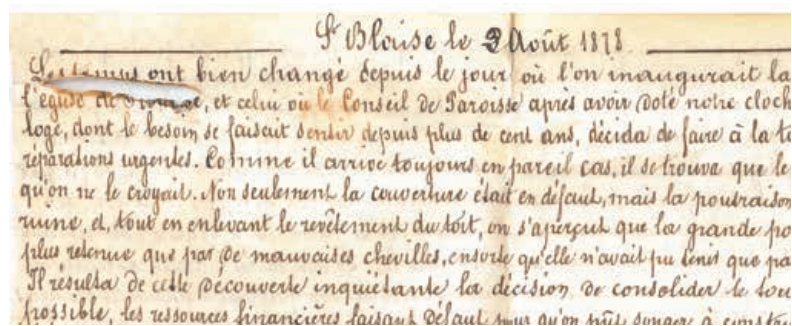 St Blaise le 2 Août 1878
Les temps ont bien changé depuis le jour où l'on inaugurait la
l'église de et celui où le Conseil de Paroisse après avoir doté notre cloch
loge, dont le besoin se faisait sentir depuis plus de cent ans, décida de faire à la to
réparations urgentes. Comme il arrive toujours en pareil cas, il se trouva que le
qu'on ne le croyait. Non seulement la couverture était en défaut, mais la poutraison
ruine, et, tout en enlevant le revêtement du toit, on s'aperçut que la grande po
plus retenue que par de mauvaises chevilles, ensorte qu'elle n'avait pu tenir que pa
Il résulta de cette découverte inquiétante la décision de consolider le tou
possible, les ressources financières faisant défaut pour qu'on pût songer à constru